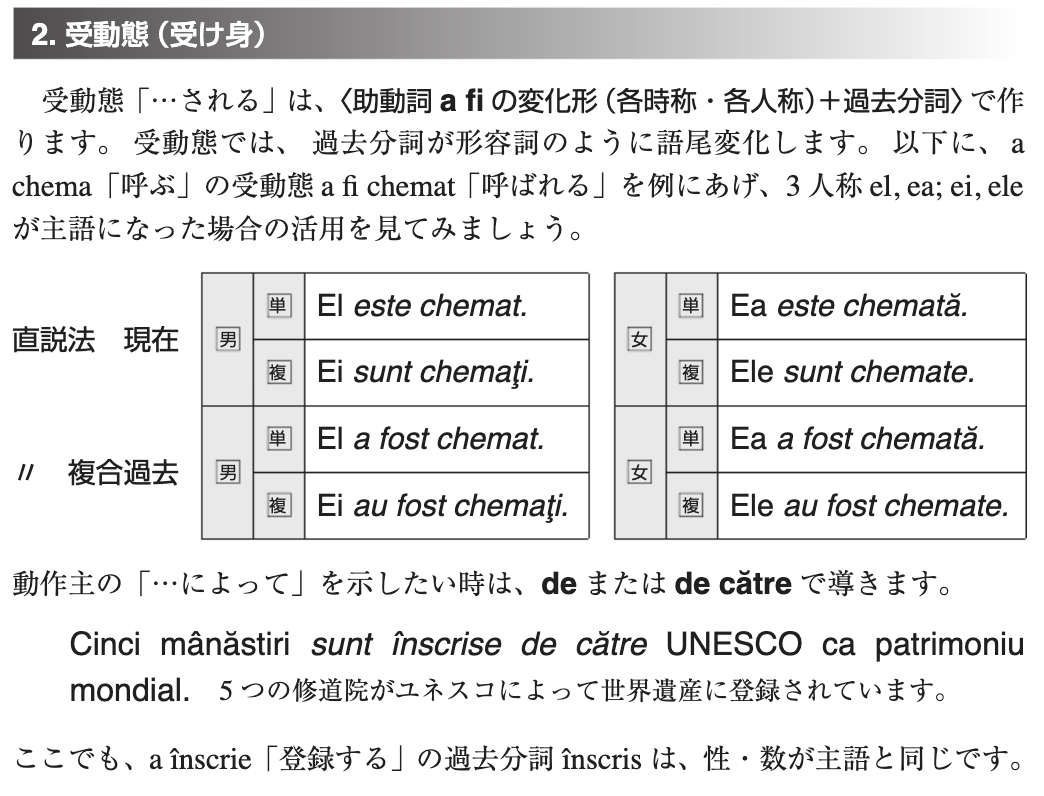 2. 受動態（受け身）
受動態「…される」は、〈助動詞 a fi の変化形（各時称・各人称）＋過去分詞〉で作
ります。 受動態では、 過去分詞が形容詞のように語尾変化します。 以下に、 a
chema「呼ぶ」の受動態 a fi chemat「呼ばれる」を例にあげ、3 人称 el, ea; ei, ele
が主語になった場合の活用を見てみましょう。
直説法　現在 男 単 El este chemat. 女 単 Ea este chemată.
複 Ei sunt chemaţi. 複 Ele sunt chemate.
〃　複合過去 男 単 El a fost chemat. 女 単 Ea a fost chemată.
複 Ei au fost chemaţi. 複 Ele au fost chemate.
動作主の「…によって」を示したい時は、de または de către で導きます。
Cinci mânăstiri sunt înscrise de către UNESCO ca patrimoniu
mondial.　5 つの修道院がユネスコによって世界遺産に登録されています。
ここでも、a înscrie「登録する」の過去分詞 înscris は、性・数が主語と同じです。